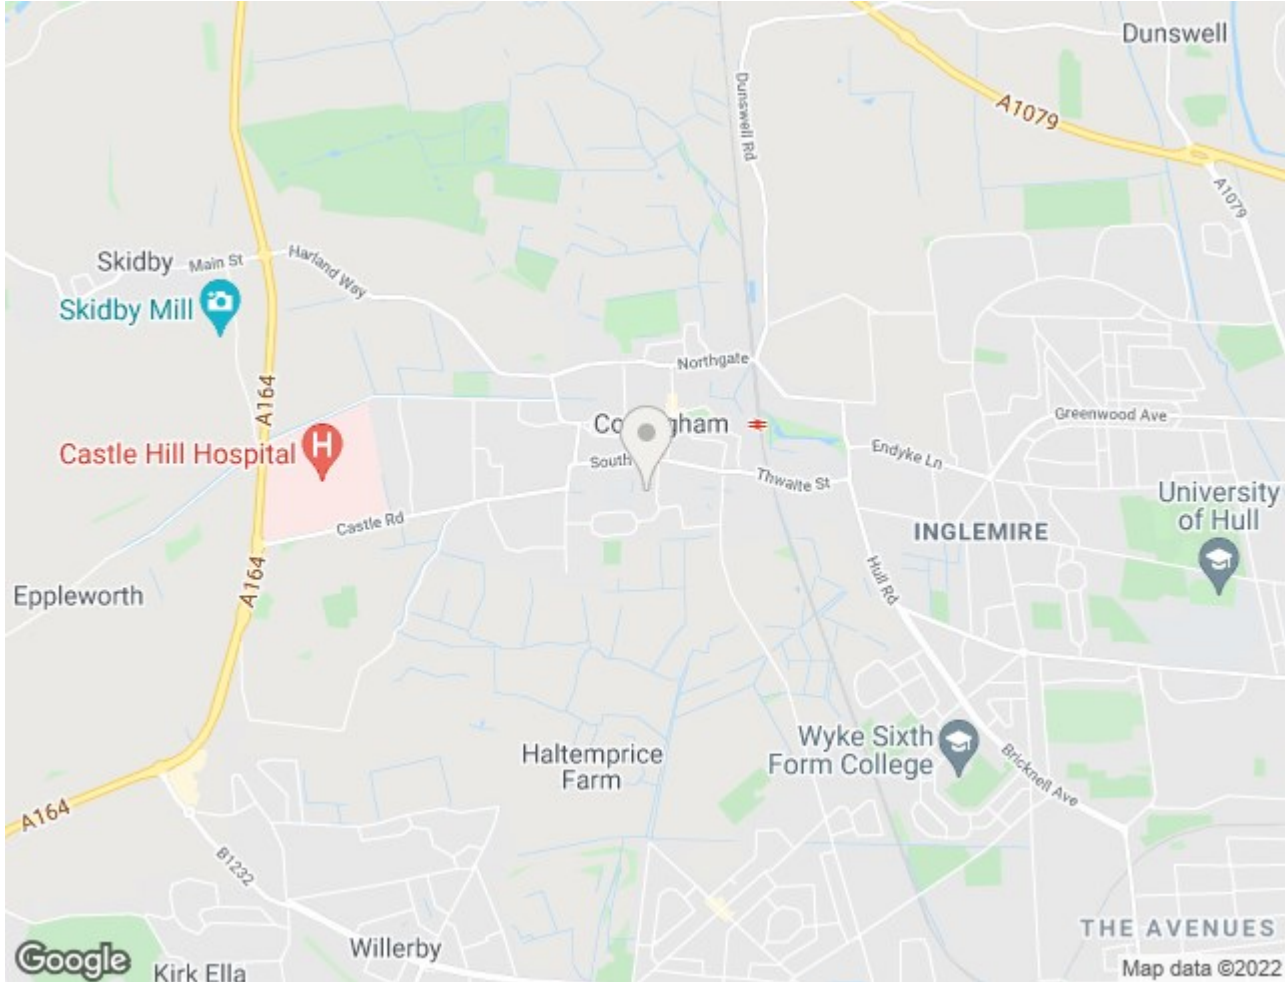 Dunswell
A1079
Dunswell Rd
A1079
Skidby
Main St
Harland Way
Skidby Mill
A164
Northgate
Greenwood Ave
Co
gham
Castle Hill Hospital
H
South
Endyke Ln
Thwaite St
University
of Hull
Castle Rd
INGLEMIRE
A164
Hull Rd
Eppleworth
Haltemprice
Farm
Wyke Sixth
Form College
Bricknell Ave
A164
B1232
THE AVENUES
Willerby
Google
Kirk Ella
Map data ©2022